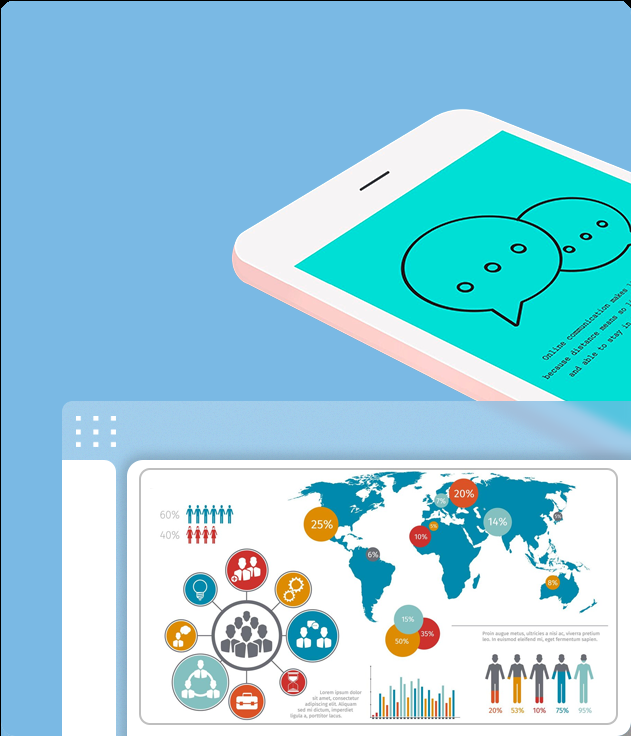 Online communication makes
because distance means so
and able to stay in
60%
40%
25%
7%
20%
14%
10%
6%
8%
15%
50%
35%
Proin augue metus, ultricies a nisi ac, viverra pretium
leo. In euismod eleifend mi, eget fermentum sapien.
Lorem ipsum dolor
sit amet, consectetur
adipiscing elit. Aliquam
sed mi dictum, imperdiet
ligula a, porttitor lacus.
20% 53% 10% 75% 95%